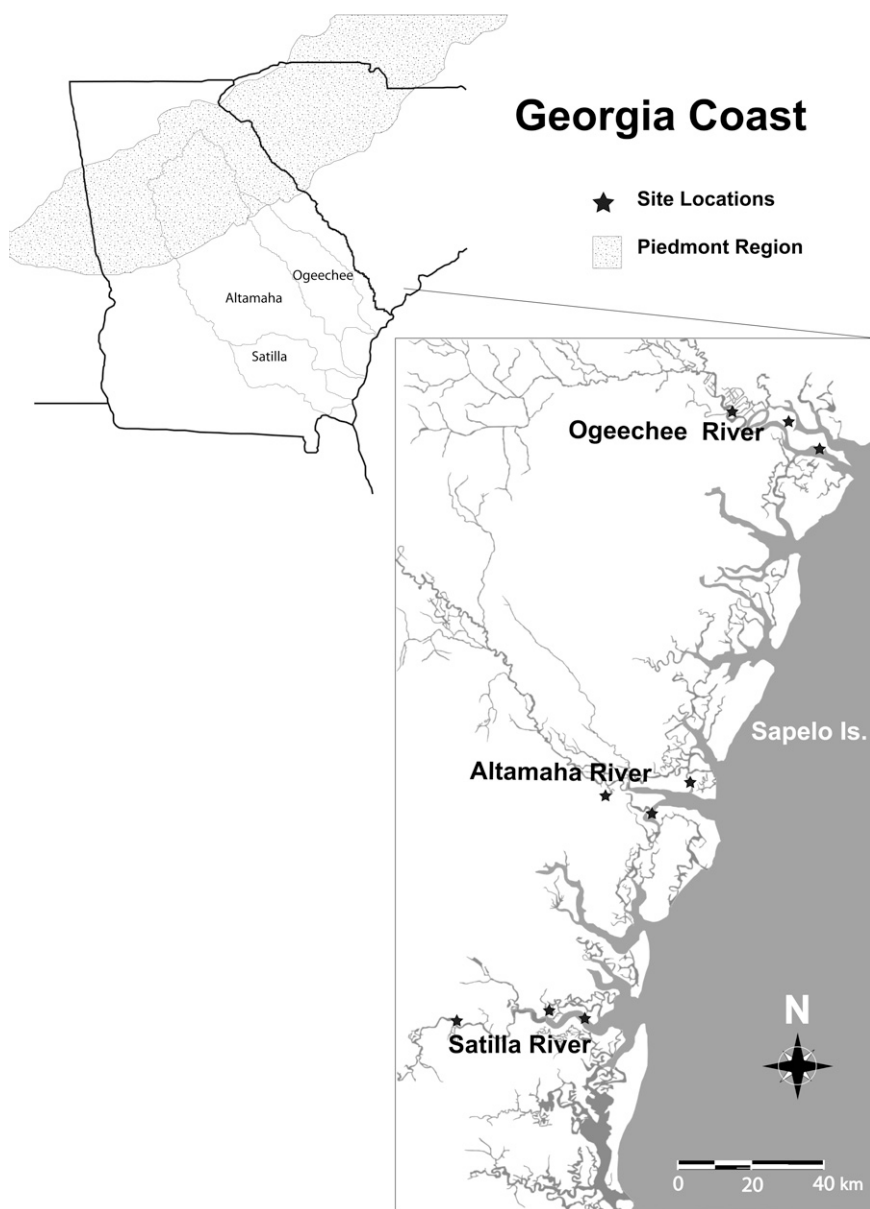 Georgia Coast
Site Locations
Piedmont Region
Ogeechee
Altamaha
Satilla
Ogeechee River
Sapelo Is.
Altamaha River
Satilla River
N
0 20 40 km